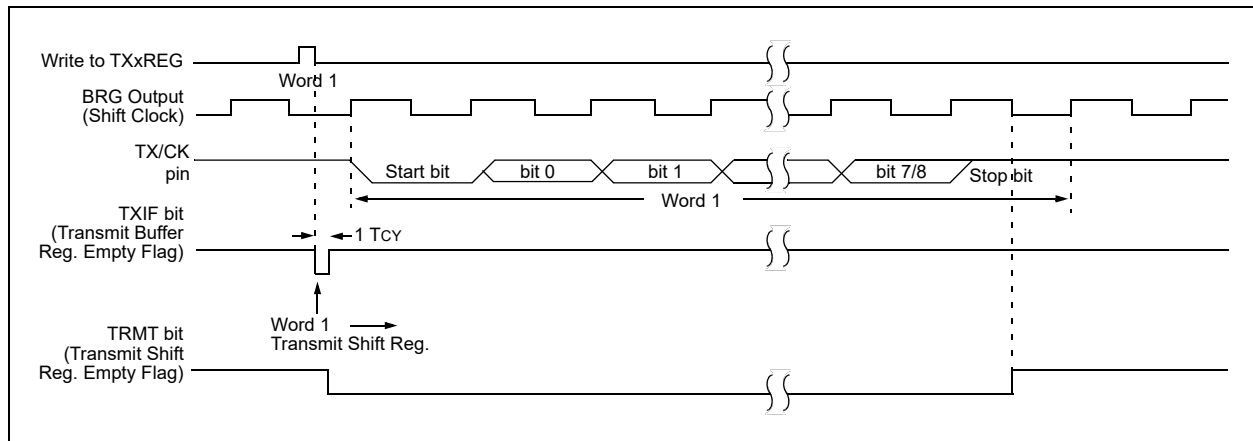 Write to TXxREG
Word 1
BRG Output
(Shift Clock)
TX/CK
pin
Start bit
bit 0
bit 1
bit 7/8
Stop bit
Word 1
TXIF bit
(Transmit Buffer
Reg. Empty Flag)
1 TCY
Word 1
Transmit Shift Reg.
TRMT bit
(Transmit Shift
Reg. Empty Flag)